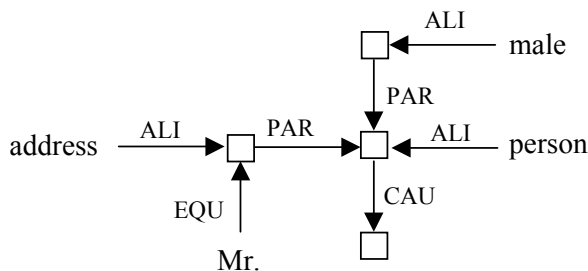 ALI
male
PAR
address
ALI
PAR
ALI
person
EQU
CAU
Mr.